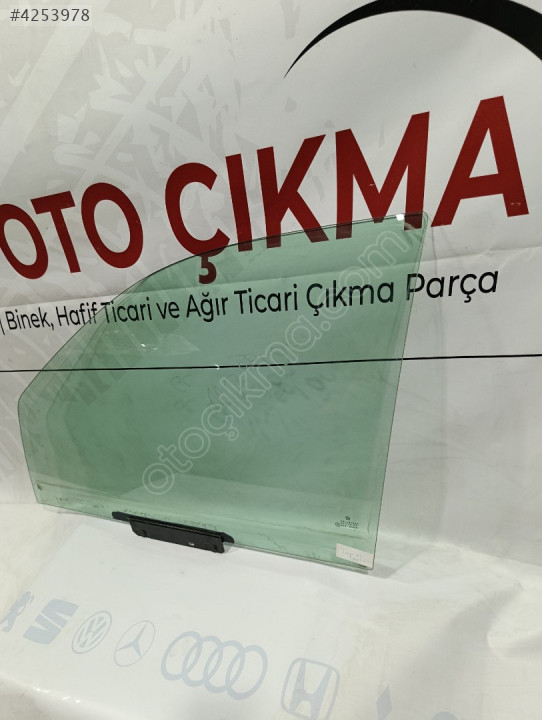 #4253978
OTO ÇIKMA
Binek, Hafif Ticari ve Ağır Ticari Çıkma Parça
otoçıkma.com